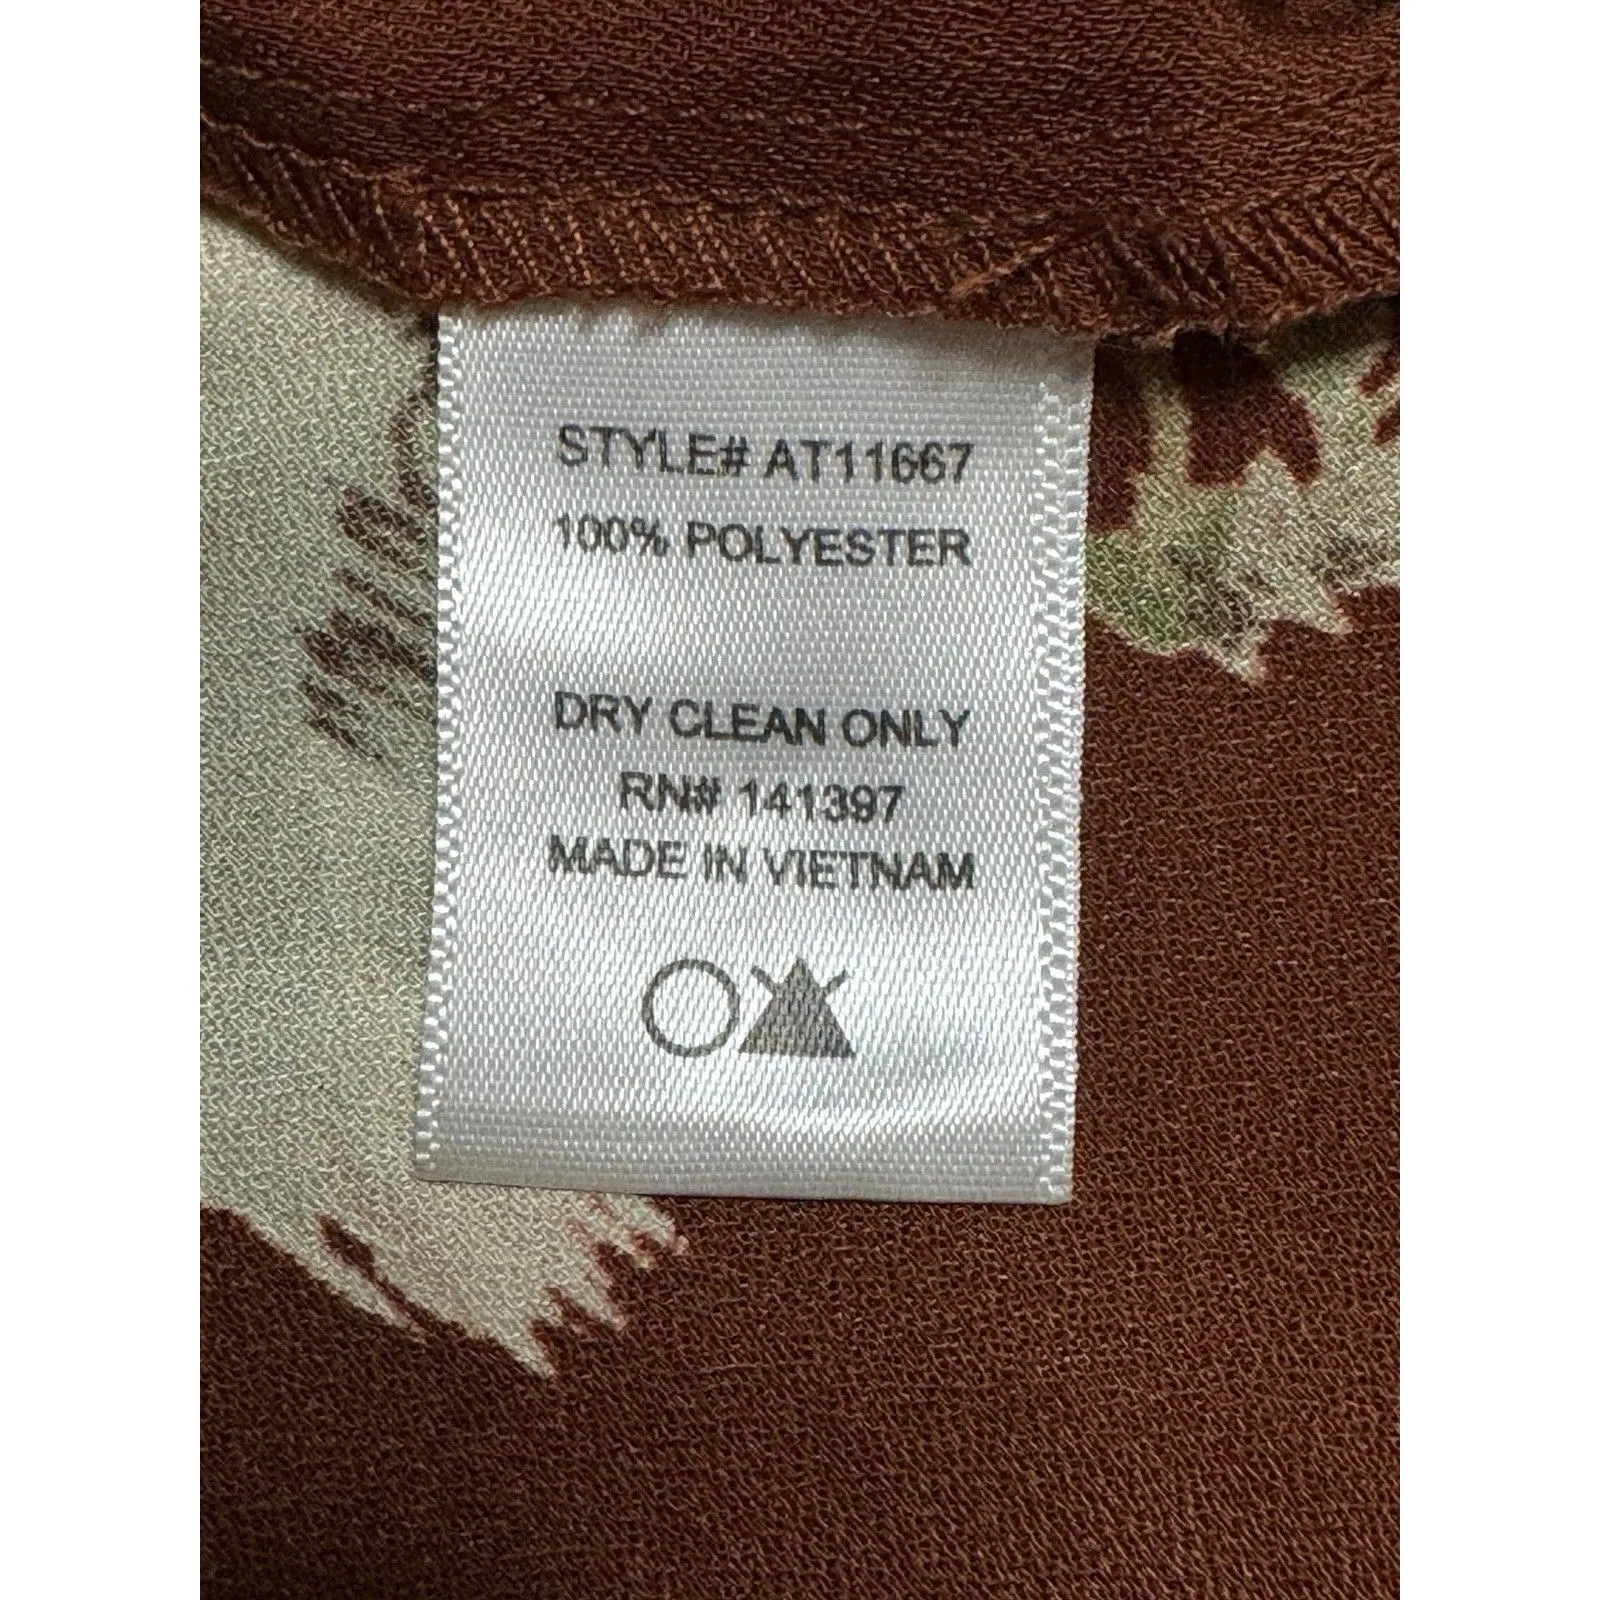 STYLE# AT11667
100% POLYESTER
DRY CLEAN ONLY
RN# 141397
MADE IN VIETNAM